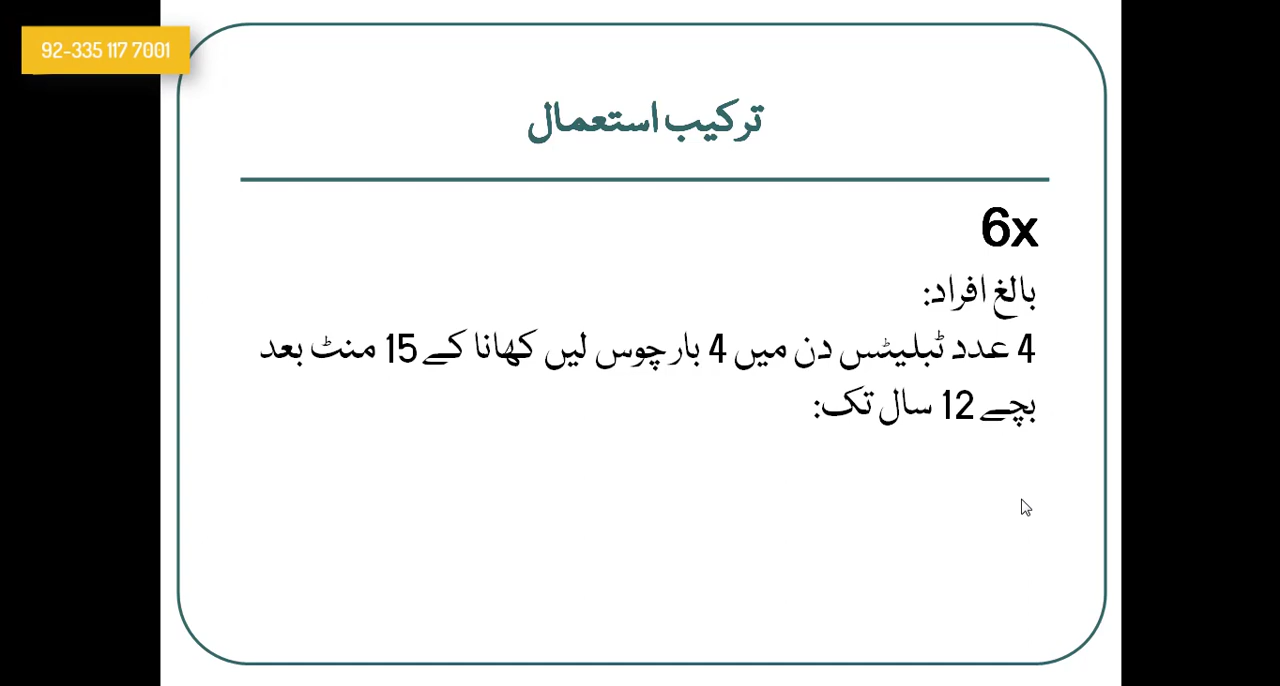 92-335 117 7001
ترکیب استعمال
6x
بالغ افراد:
4 عدد ٹبلیٹس دن میں 4 بار چوس لیں کھانا کے 15 منٹ بعد
بچے 12 سال تک: